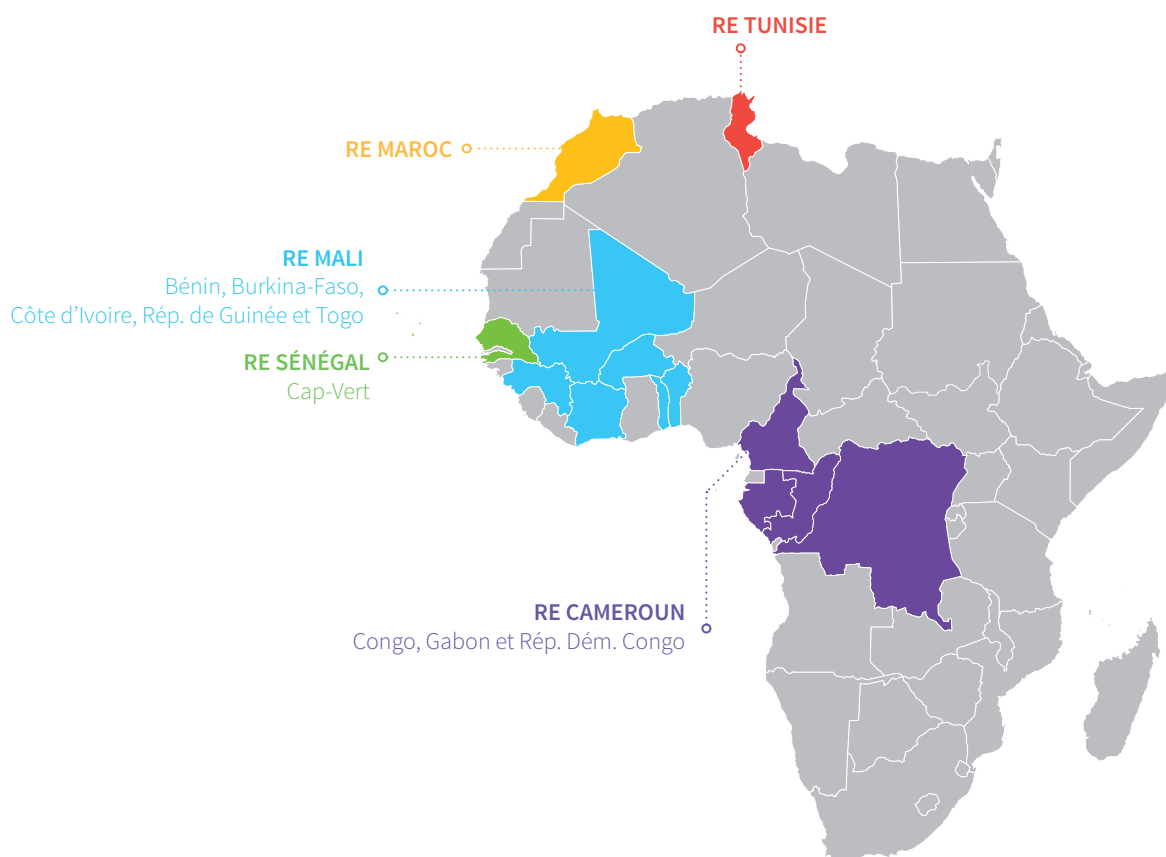 RE TUNISIE
RE MAROC
RE MALI
Bénin, Burkina-Faso,
Côte d’Ivoire, Rép. de Guinée et Togo
RE SÉNÉGAL
Cap-Vert
RE CAMEROUN
Congo, Gabon et Rép. Dém. Congo